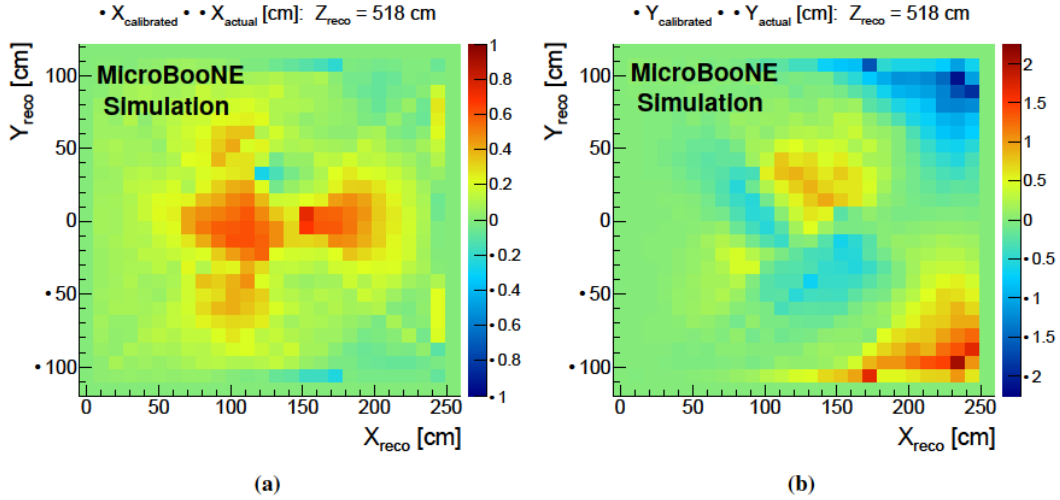 • X_calibrated • • X_actual [cm]: Z_reco = 518 cm
Y_reco [cm]
MicroBooNE
Simulation
100
50
0
• 50
• 100
0 50 100 150 200 250
X_reco [cm]
1
0.8
0.6
0.4
0.2
0
• 0.2
• 0.4
• 0.6
• 0.8
• 1
(a)
• Y_calibrated • • Y_actual [cm]: Z_reco = 518 cm
Y_reco [cm]
MicroBooNE
Simulation
100
50
0
• 50
• 100
0 50 100 150 200 250
X_reco [cm]
2
1.5
1
0.5
0
• 0.5
• 1
• 1.5
• 2
(b)